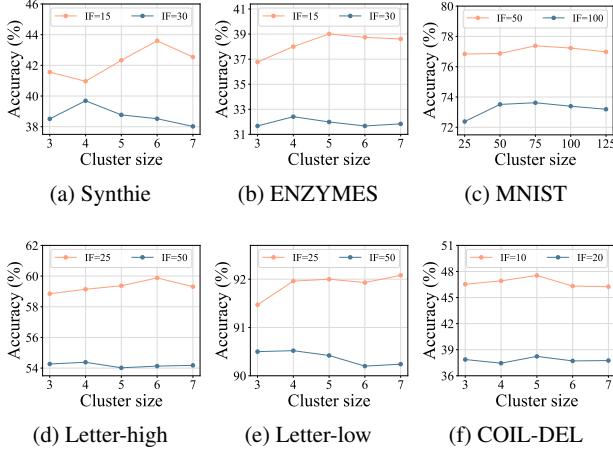 IF=15 IF=30
Accuracy (%)
46
44
42
40
38
3 4 5 6 7
Cluster size
(a) Synthie
IF=15 IF=30
Accuracy (%)
41
39
37
35
33
31
3 4 5 6 7
Cluster size
(b) ENZYMES
IF=50 IF=100
Accuracy (%)
80
78
76
74
72
25 50 75 100 125
Cluster size
(c) MNIST
IF=25 IF=50
Accuracy (%)
62
60
58
56
54
3 4 5 6 7
Cluster size
(d) Letter-high
IF=25 IF=50
Accuracy (%)
92
91
90
3 4 5 6 7
Cluster size
(e) Letter-low
IF=10 IF=20
Accuracy (%)
51
48
45
42
39
36
3 4 5 6 7
Cluster size
(f) COIL-DEL